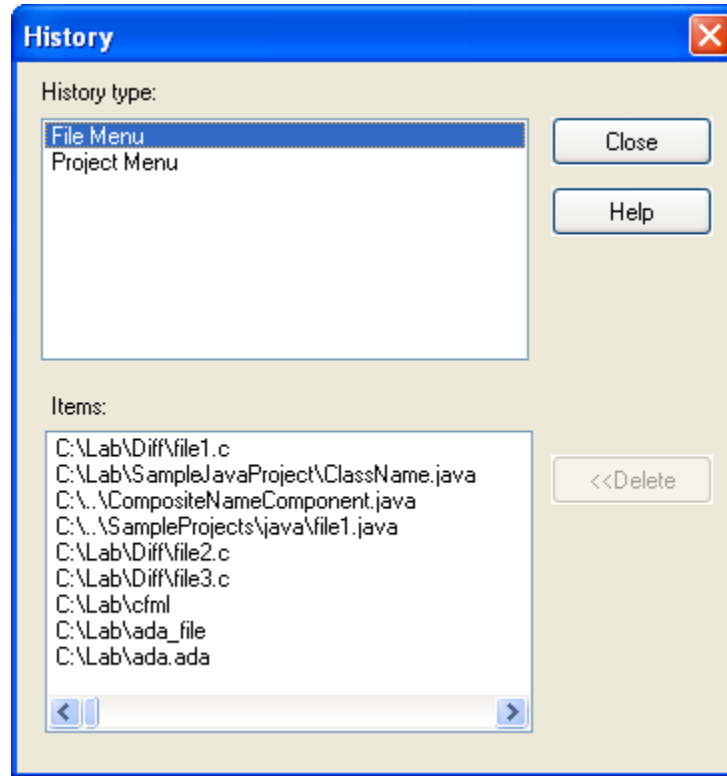 History
History type:
File Menu
Project Menu
Close
Help
Items:
C:\Lab\Diff\file1.c
C:\Lab\SampleJavaProject\ClassName.java
C:\..\CompositeNameComponent.java
C:\..\SampleProjects\java\file1.java
C:\Lab\Diff\file2.c
C:\Lab\Diff\file3.c
C:\Lab\cfml
C:\Lab\ada_file
C:\Lab\ada.ada
<<Delete